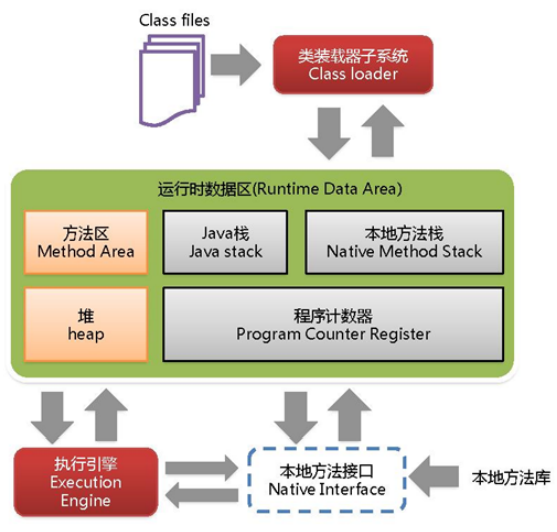 Class files
类装载器子系统
Class loader
运行时数据区(Runtime Data Area)
方法区
Method Area
Java栈
Java stack
本地方法栈
Native Method Stack
堆
heap
程序计数器
Program Counter Register
执行引擎
Execution
Engine
本地方法接口
Native Interface
本地方法库